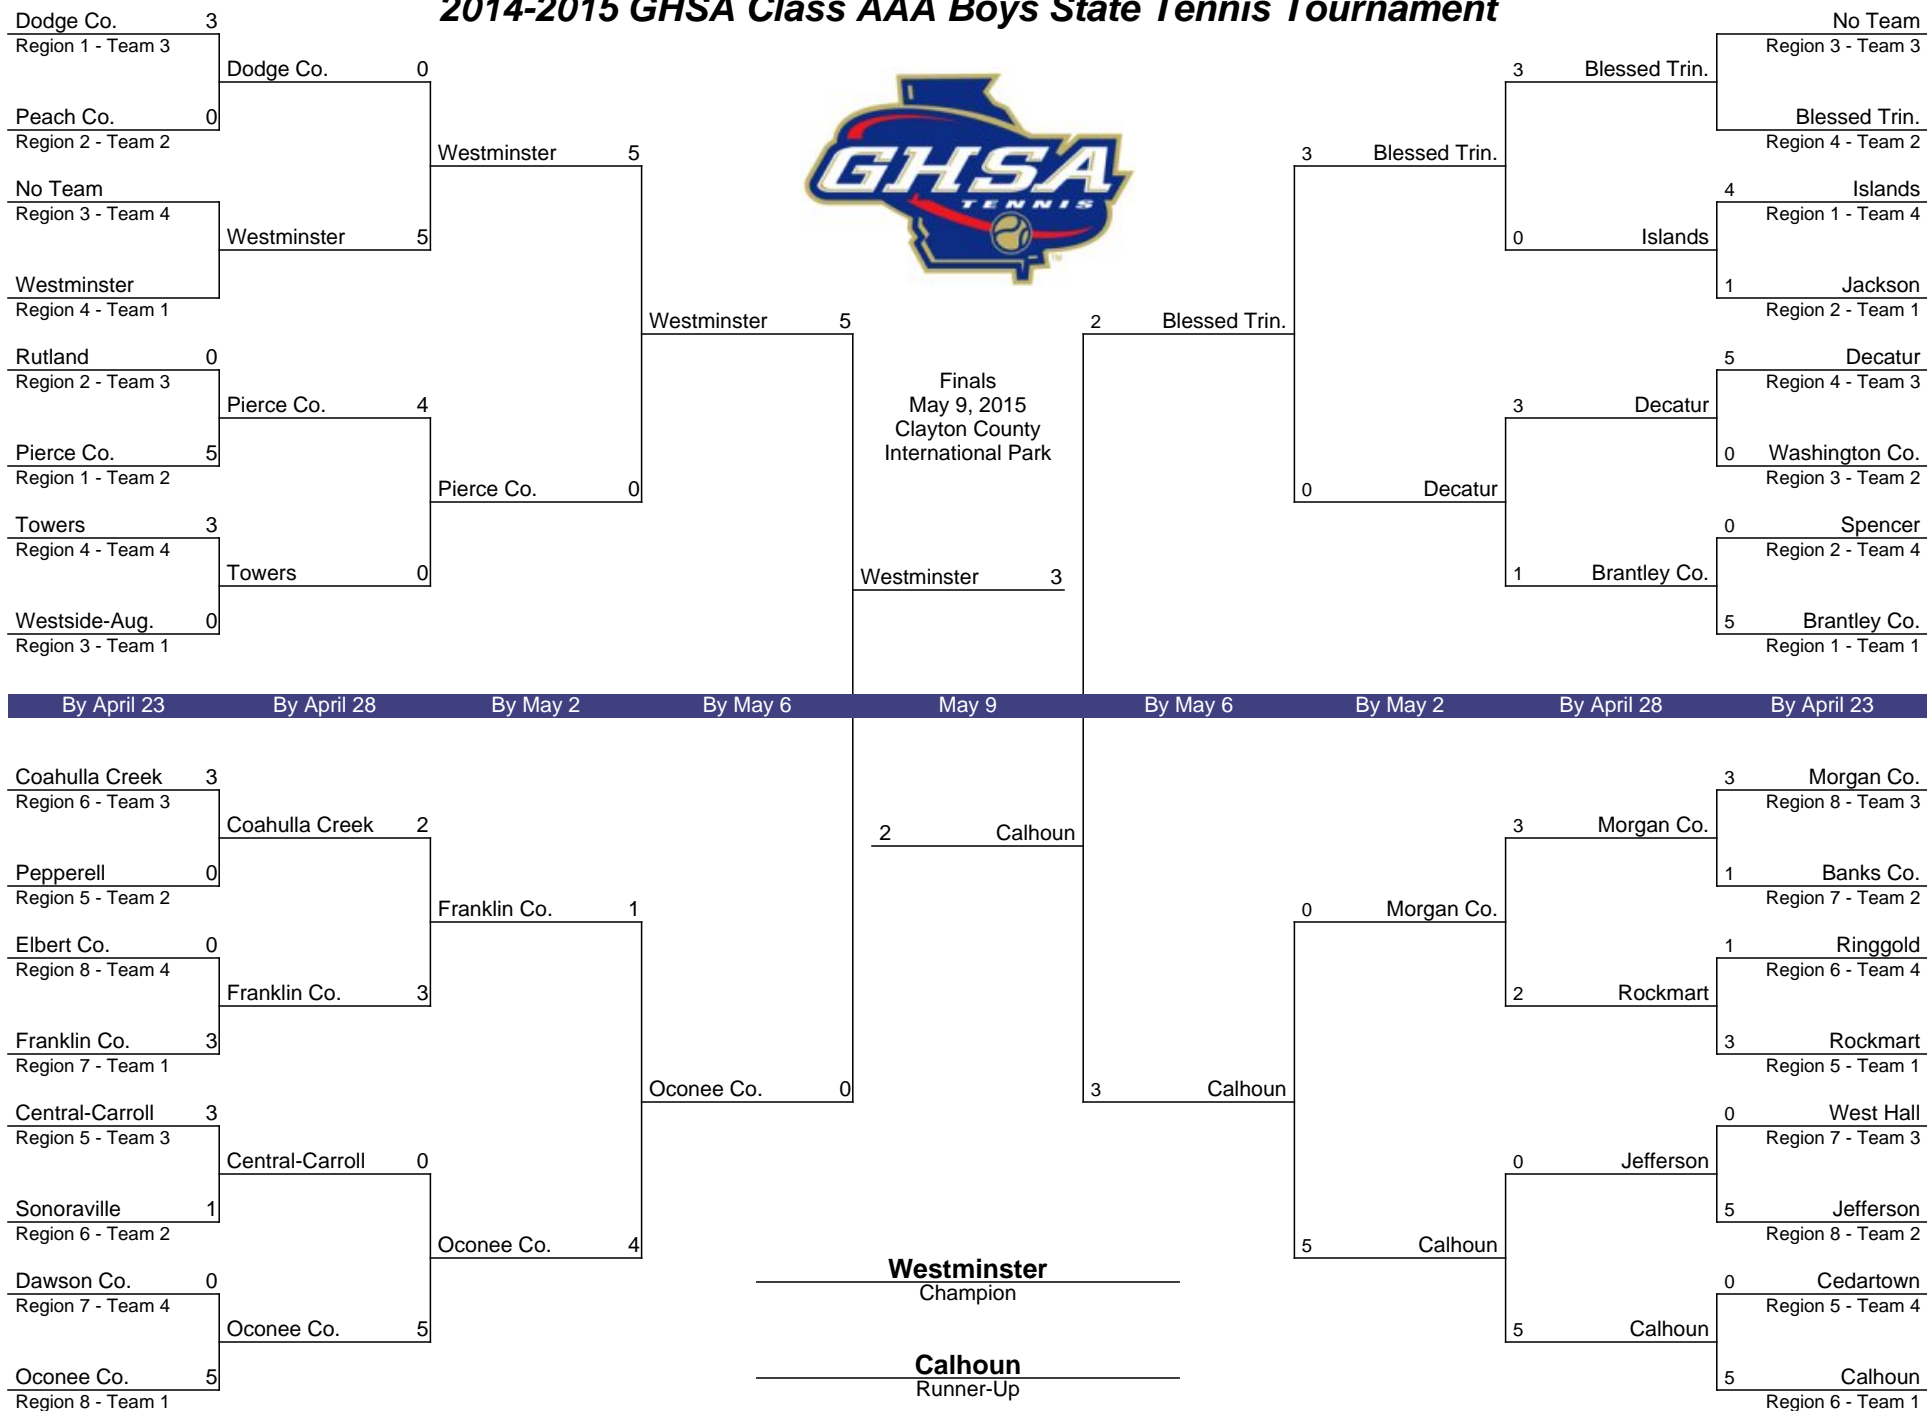 2014-2015 GHSA Class AAA Boys State Tennis Tournament
Dodge Co. 3
Region 1 - Team 3
Peach Co. 0
Region 2 - Team 2
No Team
Region 3 - Team 4
Westminster
Region 4 - Team 1
Rutland 0
Region 2 - Team 3
Pierce Co. 5
Region 1 - Team 2
Towers 3
Region 4 - Team 4
Westside-Aug. 0
Region 3 - Team 1
Dodge Co. 0
Westminster 5
Pierce Co. 4
Towers 0
Westminster 5
Pierce Co. 0
Westminster 5
GHSA
TENNIS
TM
Finals
May 9, 2015
Clayton County
International Park
Westminster 3
2 Blessed Trin.
3 Blessed Trin.
0 Decatur
3 Blessed Trin.
0 Islands
3 Decatur
1 Brantley Co.
No Team
Region 3 - Team 3
Blessed Trin.
Region 4 - Team 2
4 Islands
Region 1 - Team 4
1 Jackson
Region 2 - Team 1
5 Decatur
Region 4 - Team 3
0 Washington Co.
Region 3 - Team 2
0 Spencer
Region 2 - Team 4
5 Brantley Co.
Region 1 - Team 1
By April 23 By April 28 By May 2 By May 6 May 9 By May 6 By May 2 By April 28 By April 23
Coahulla Creek 3
Region 6 - Team 3
Pepperell 0
Region 5 - Team 2
Elbert Co. 0
Region 8 - Team 4
Franklin Co. 3
Region 7 - Team 1
Central-Carroll 3
Region 5 - Team 3
Sonoraville 1
Region 6 - Team 2
Dawson Co. 0
Region 7 - Team 4
Oconee Co. 5
Region 8 - Team 1
Coahulla Creek 2
Franklin Co. 3
Central-Carroll 0
Oconee Co. 5
Franklin Co. 1
Oconee Co. 4
Oconee Co. 0
2 Calhoun
Westminster
Champion
Calhoun
Runner-Up
3 Calhoun
0 Morgan Co.
5 Calhoun
3 Morgan Co.
2 Rockmart
0 Jefferson
5 Calhoun
3 Morgan Co.
Region 8 - Team 3
1 Banks Co.
Region 7 - Team 2
1 Ringgold
Region 6 - Team 4
3 Rockmart
Region 5 - Team 1
0 West Hall
Region 7 - Team 3
5 Jefferson
Region 8 - Team 2
0 Cedartown
Region 5 - Team 4
5 Calhoun
Region 6 - Team 1